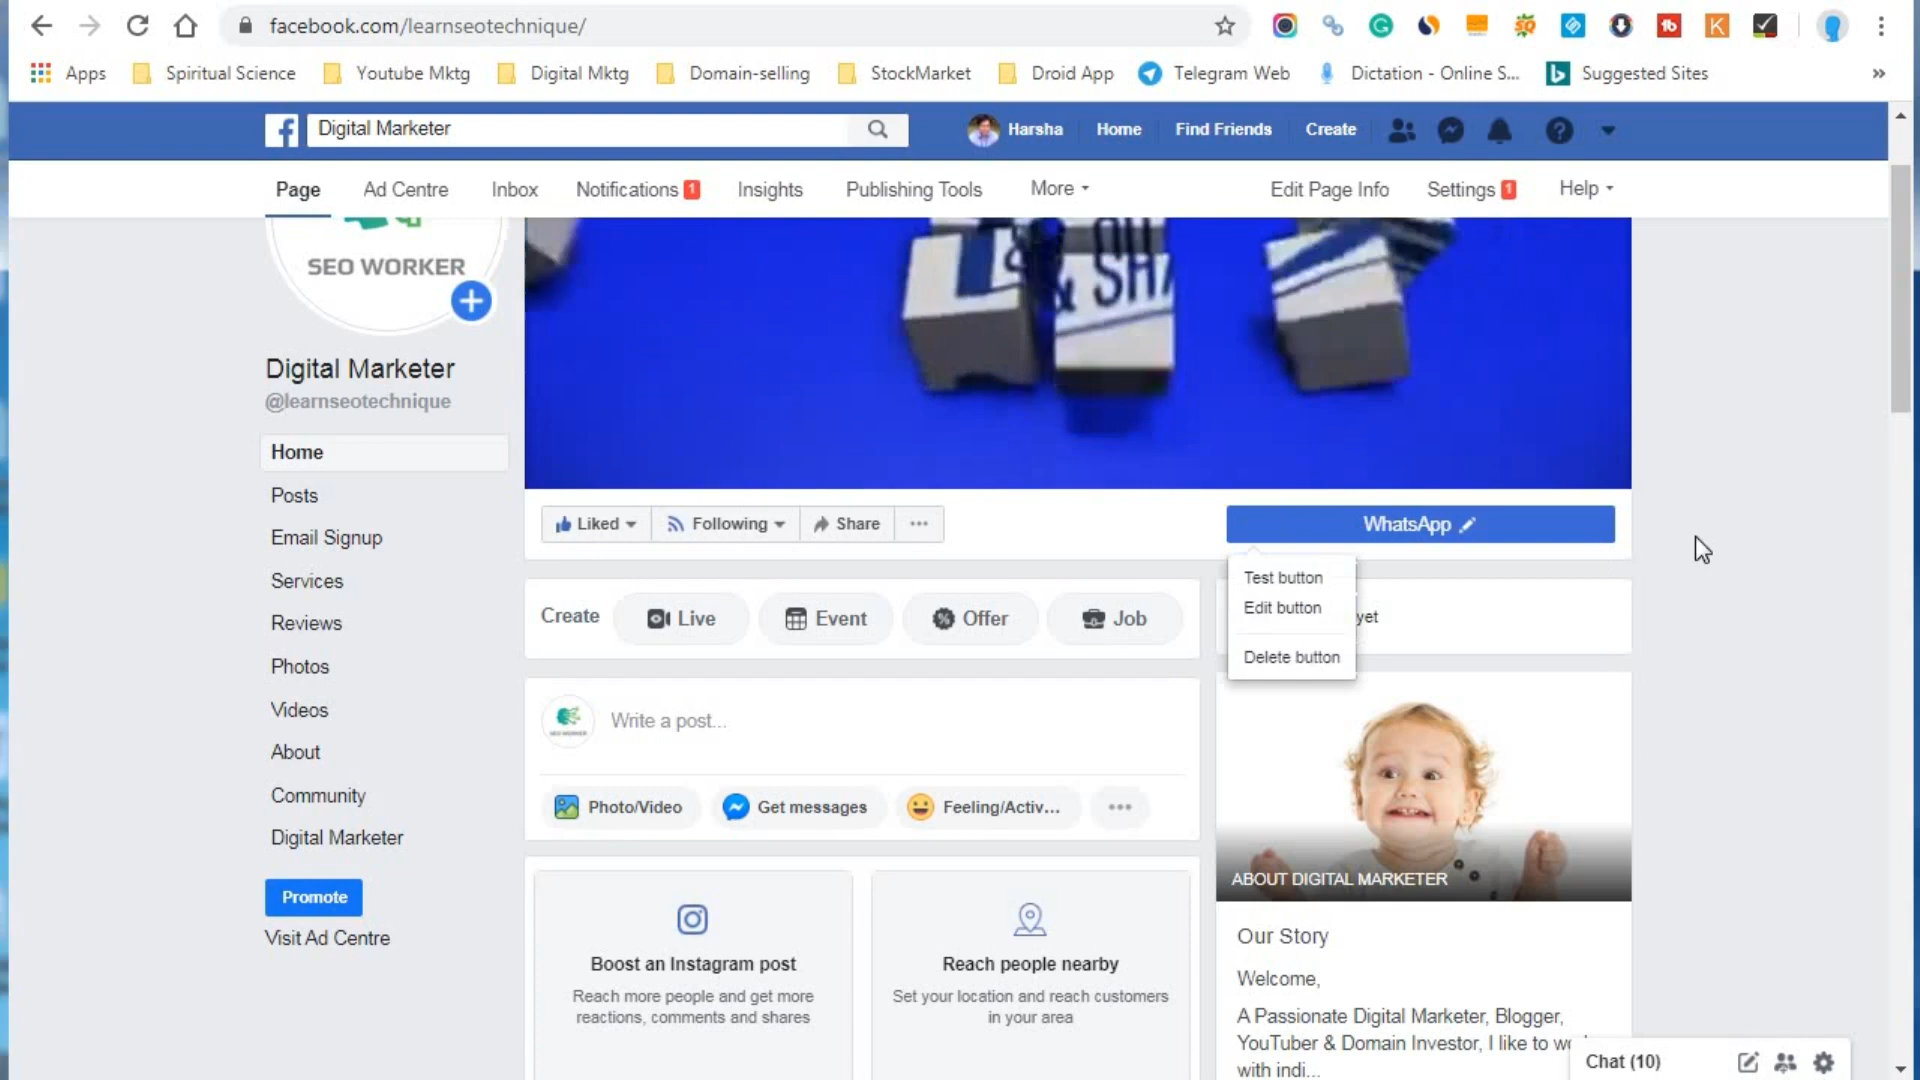 facebook.com/learnseotechnique/
Apps
Spiritual Science
Youtube Mktg
Digital Mktg
Domain-selling
StockMarket
Droid App
Telegram Web
Dictation - Online S...
Suggested Sites
Digital Marketer
Harsha
Home
Find Friends
Create
Page
Ad Centre
Inbox
Notifications 1
Insights
Publishing Tools
More
Edit Page Info
Settings 1
Help
SEO WORKER
& SH
Digital Marketer
@learnseotechnique
Home
Posts
Email Signup
Services
Reviews
Photos
Videos
About
Community
Digital Marketer
Promote
Visit Ad Centre
Liked
Following
Share
WhatsApp
Test button
Edit button
Delete button
yet
Create
Live
Event
Offer
Job
SEO WORKER
Write a post...
Photo/Video
Get messages
Feeling/Activ...
Boost an Instagram post
Reach more people and get more
reactions, comments and shares
Reach people nearby
Set your location and reach customers
in your area
ABOUT DIGITAL MARKETER
Our Story
Welcome,
A Passionate Digital Marketer, Blogger,
YouTuber & Domain Investor, I like to
with indi...
Chat (10)